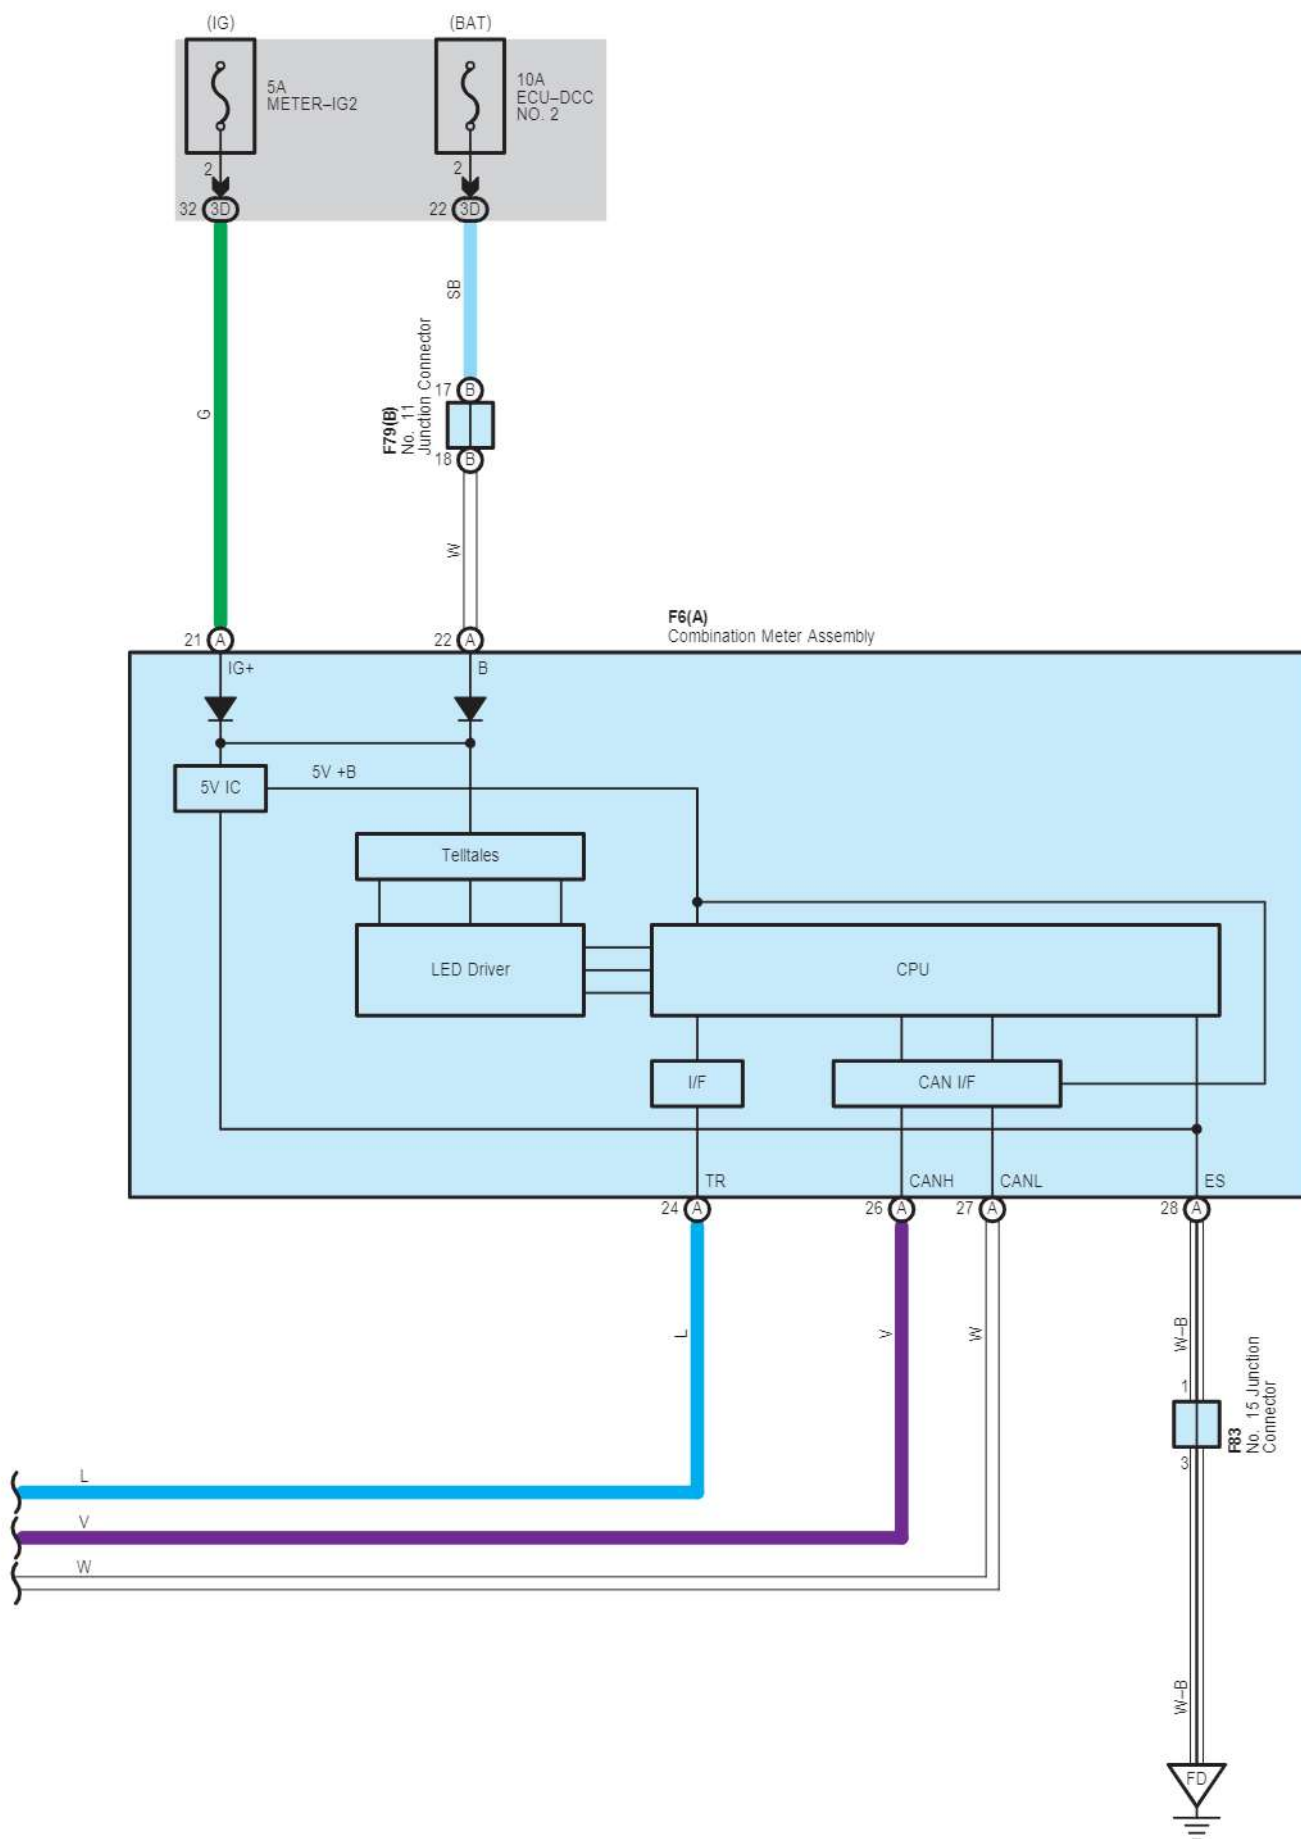 (IG)
(BAT)
5A
METER–IG2
10A
ECU–DCC
NO. 2
2
2
32
3D
22
3D
SB
G
17
B
F79(B)
No. 11
Junction Connector
18
B
W
F6(A)
Combination Meter Assembly
21
A
22
A
IG+
B
5V IC
5V +B
Telltales
LED Driver
CPU
I/F
CAN I/F
TR
CANH
CANL
ES
24
A
26
A
27
A
28
A
L
V
W
W–B
1
F83
No. 15 Junction
Connector
3
L
V
W
W–B
FD